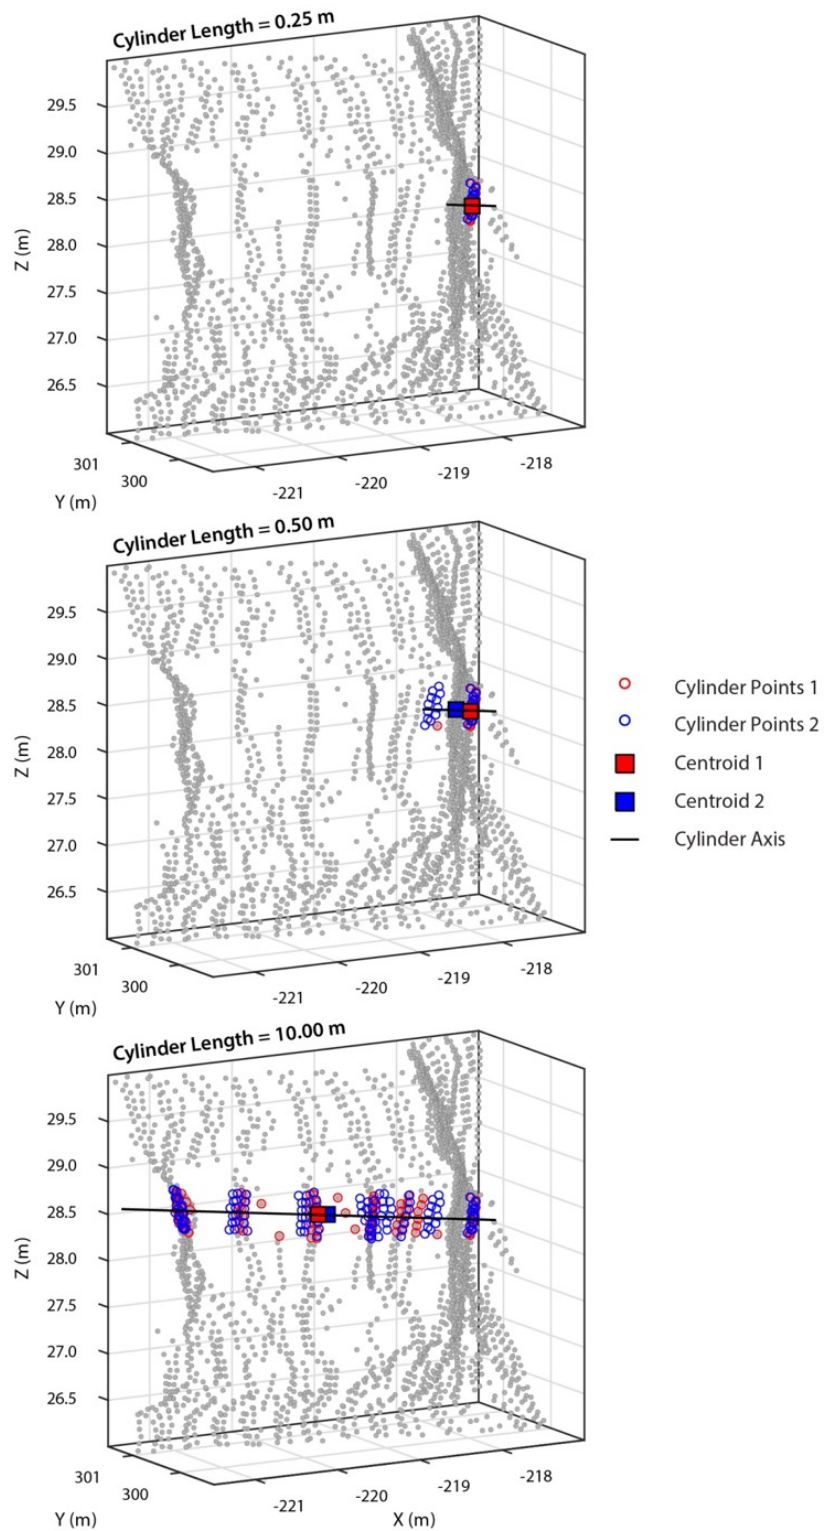 Cylinder Length = 0.25 m
29.5
29.0
28.5
Z (m)
28.0
27.5
27.0
26.5
301
300
Y (m)
-221
-220
-219
-218
Cylinder Length = 0.50 m
29.5
29.0
28.5
Z (m)
28.0
27.5
27.0
26.5
301
300
Y (m)
-221
-220
-219
-218
Cylinder Points 1
Cylinder Points 2
Centroid 1
Centroid 2
Cylinder Axis
Cylinder Length = 10.00 m
29.5
29.0
28.5
Z (m)
28.0
27.5
27.0
26.5
301
300
Y (m)
-221
-220
-219
-218
X (m)